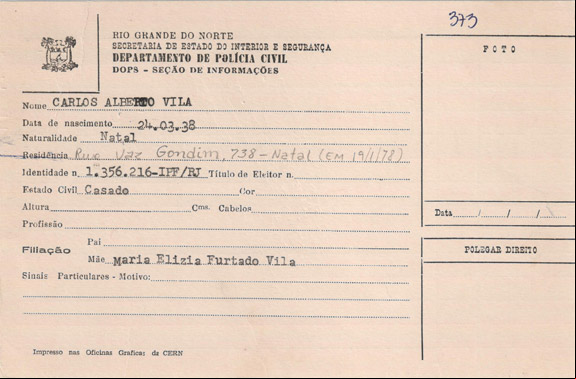 373
RIO GRANDE DO NORTE
SECRETARIA DE ESTADO DO INTERIOR E SEGURANÇA
DEPARTAMENTO DE POLÍCIA CIVIL
DOPS - SEÇÃO DE INFORMAÇÕES
FOTO
Nome CARLOS ALBERTO VILA
Data de nascimento 24.03.38
Naturalidade Natal
Residência Rua Vaz Gondim, 738 - Natal (EM 19/1/78)
Identidade n. 1.356.216-IPF/RJ Título de Eleitor n.
Estado Civil Casado Cor
Altura Cms. Cabelos
Data / / /
Profissão
Filiação
Pai
Mãe Maria Elizia Furtado Vila
POLEGAR DIREITO
Sinais Particulares - Motivo:
Impresso nas Oficinas Graficas da CERN